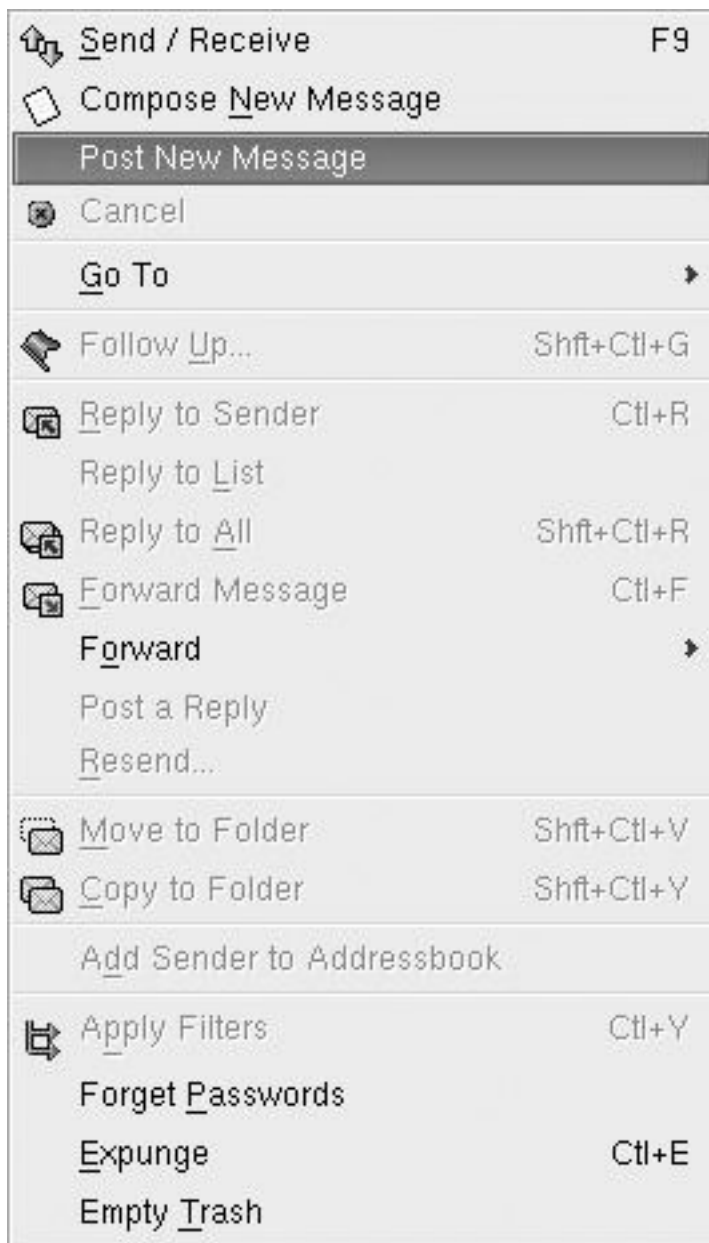 Send / Receive F9
Compose New Message
Post New Message
Cancel
Go To
Follow Up... Shft+Ctl+G
Reply to Sender Ctl+R
Reply to List
Reply to All Shft+Ctl+R
Forward Message Ctl+F
Forward
Post a Reply
Resend...
Move to Folder Shft+Ctl+V
Copy to Folder Shft+Ctl+Y
Add Sender to Addressbook
Apply Filters Ctl+Y
Forget Passwords
Expunge Ctl+E
Empty Trash